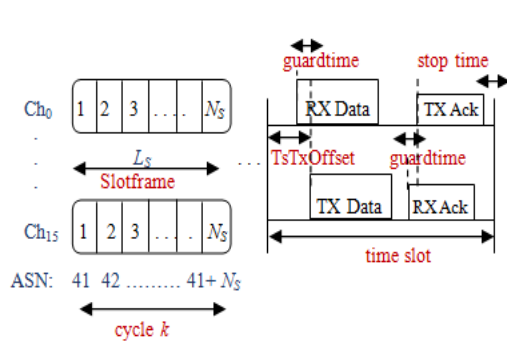 guardtime
stop time
Ch0 1 2 3 . . . . NS
RX Data
TX Ack
.
.
.
LS
Slotframe
. . .
TsTxOffset
guardtime
Ch15 1 2 3 . . . . NS
TX Data
RX Ack
time slot
ASN: 41 42 ......... 41+ NS
cycle k